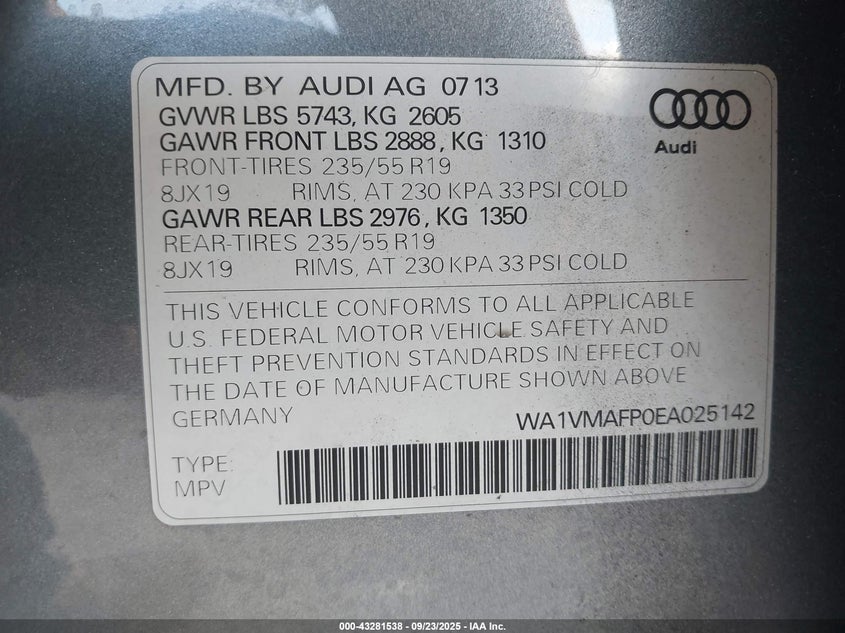 MFD. BY AUDI AG 0713
GVWR LBS 5743, KG 2605
GAWR FRONT LBS 2888, KG 1310
FRONT-TIRES 235/55 R19
8JX19 RIMS, AT 230 KPA 33 PSI COLD
GAWR REAR LBS 2976, KG 1350
REAR-TIRES 235/55 R19
8JX19 RIMS, AT 230 KPA 33 PSI COLD
Audi
THIS VEHICLE CONFORMS TO ALL APPLICABLE
U.S. FEDERAL MOTOR VEHICLE SAFETY AND
THEFT PREVENTION STANDARDS IN EFFECT ON
THE DATE OF MANUFACTURE SHOWN ABOVE
GERMANY WA1VMAFP0EA025142
TYPE:
MPV
000-43281538 - 09/23/2025 - IAA Inc.